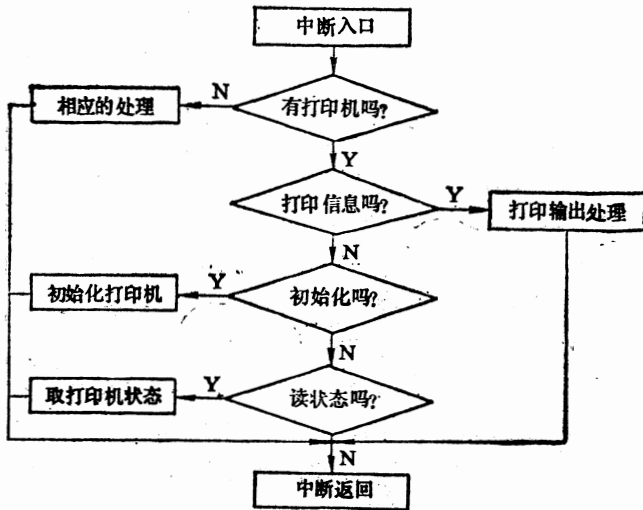 中断入口
N
相应的处理
有打印机吗?
Y
打印信息吗?
Y
打印输出处理
N
初始化打印机
Y
初始化吗?
N
取打印机状态
Y
读状态吗?
N
中断返回